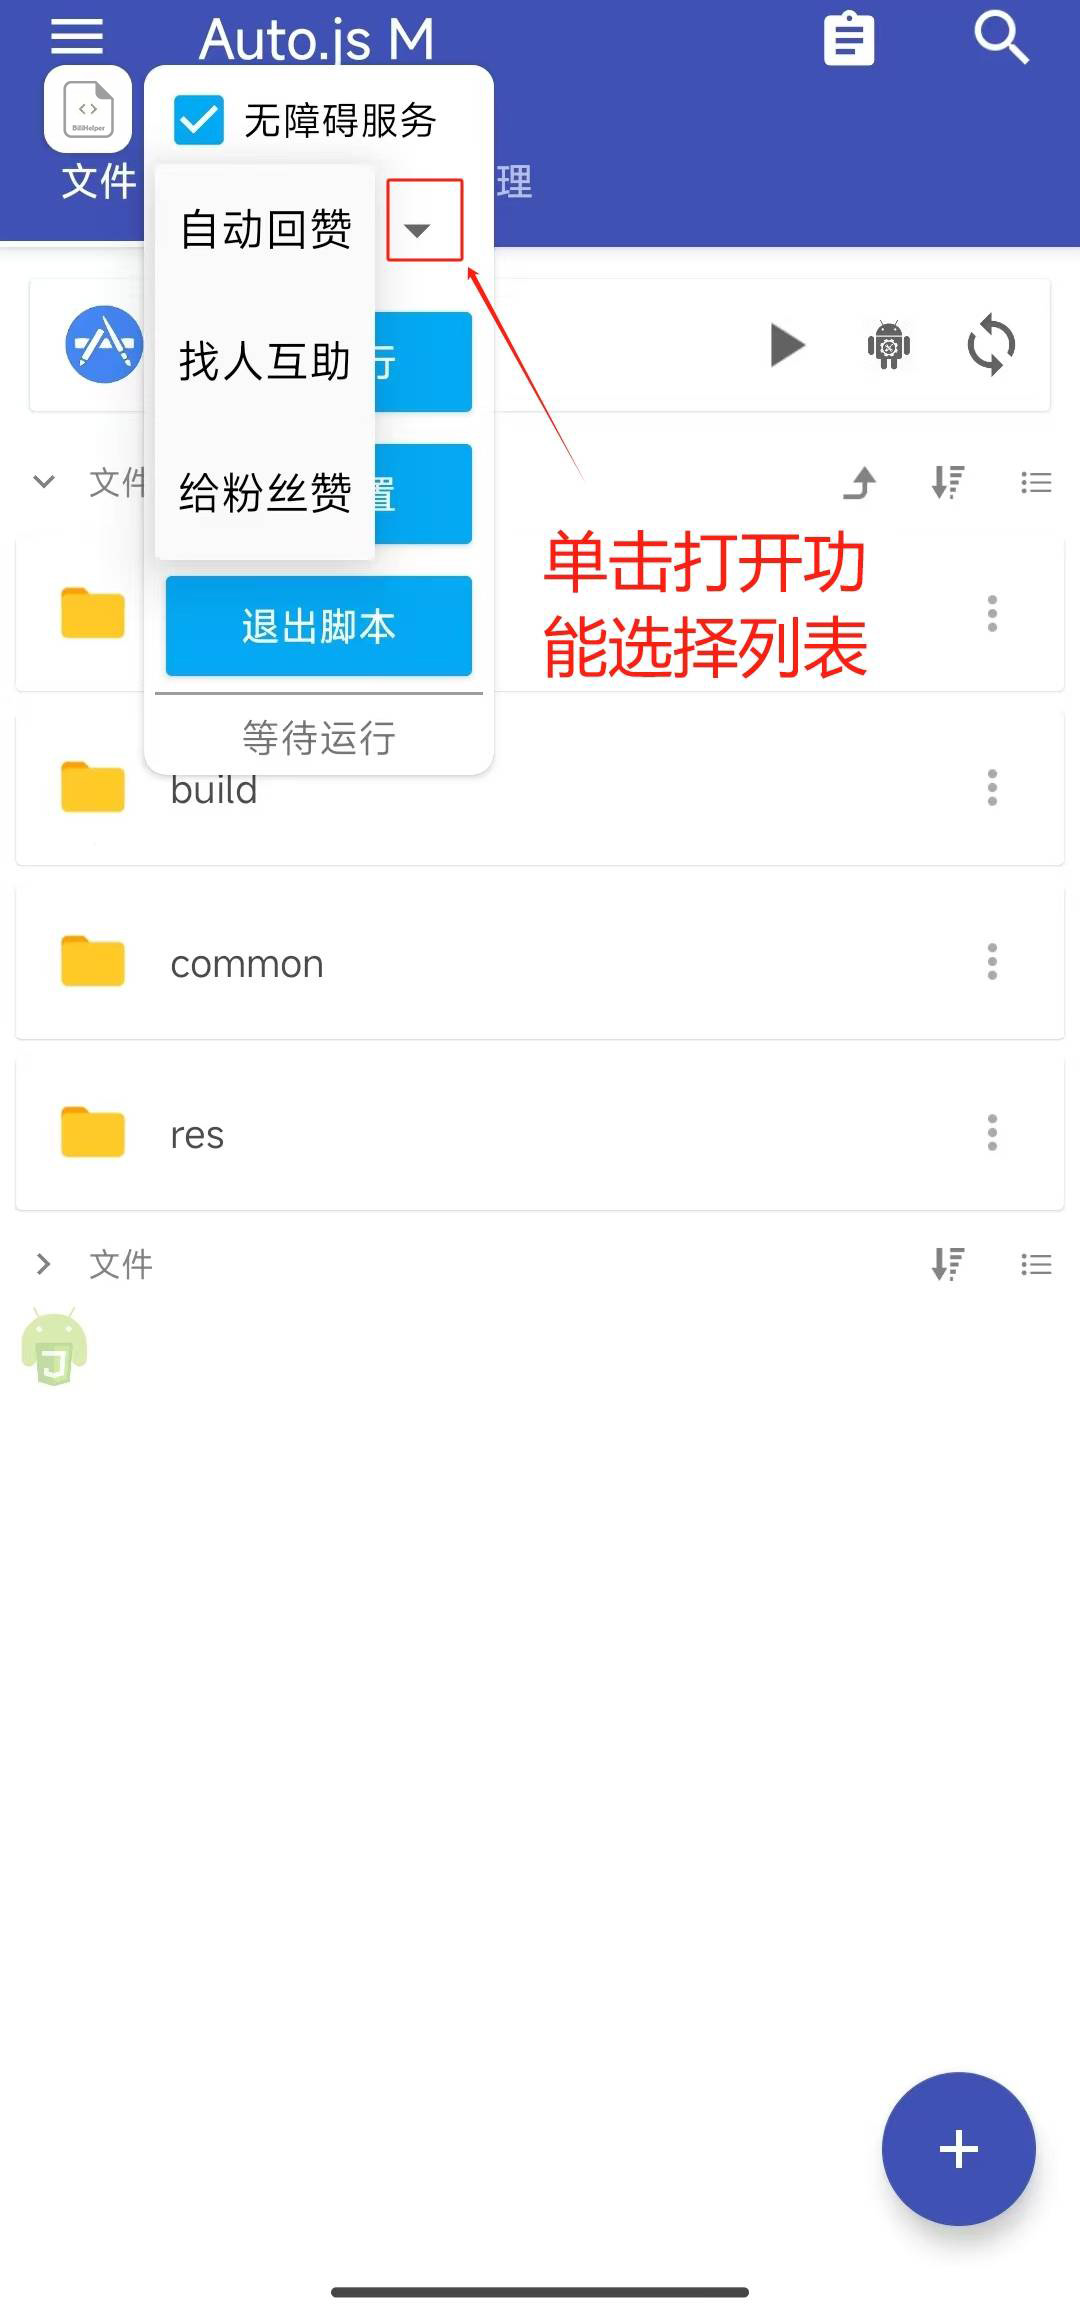 Auto.js M
<>
BiliHelper
无障碍服务
文件
理
自动回赞
找人互助
行
文件
给粉丝赞
置
单击打开功
能选择列表
退出脚本
等待运行
build
common
res
文件
J